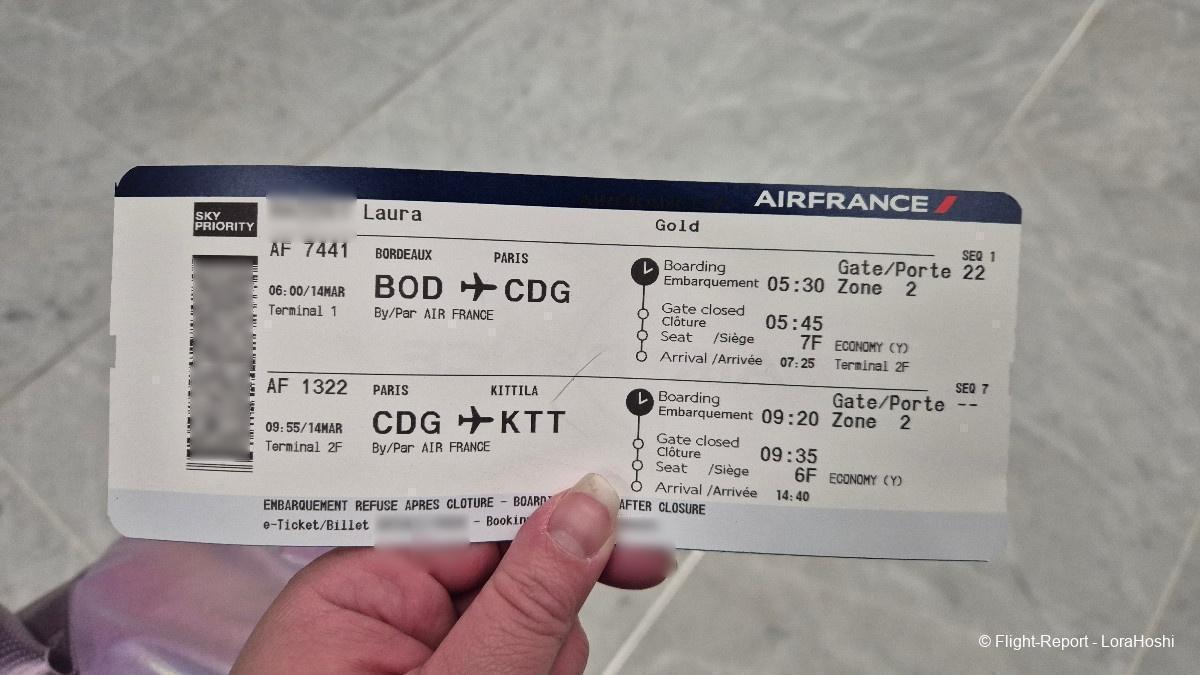 AIRFRANCE
SKY PRIORITY
Laura
Gold
SEQ 1
AF 7441 BORDEAUX PARIS
BOD CDG
06:00/14MAR
Terminal 1
By/Par AIR FRANCE
Boarding
Embarquement 05:30
Gate/Porte 22
Zone 2
Gate closed
Clôture 05:45
Seat /Siège 7F ECONOMY (Y)
Arrival /Arrivée 07:25 Terminal 2F
SEQ 7
AF 1322 PARIS KITTILA
CDG KTT
09:55/14MAR
Terminal 2F
By/Par AIR FRANCE
Boarding
Embarquement 09:20
Gate/Porte --
Zone 2
Gate closed
Clôture 09:35
Seat /Siège 6F ECONOMY (Y)
Arrival /Arrivée 14:40
EMBARQUEMENT REFUSE APRES CLOTURE - AFTER CLOSURE
e-Ticket/Billet -
© Flight-Report - LoraHoshi